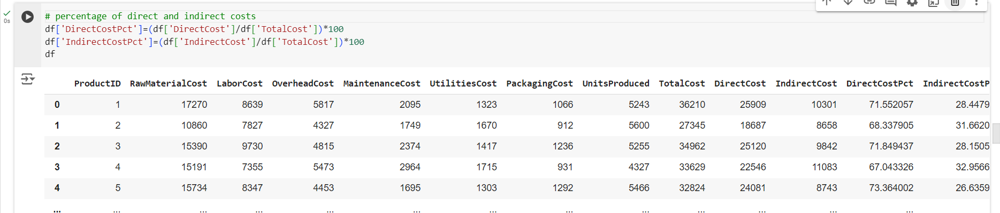 # percentage of direct and indirect costs
0s
df['DirectCostPct']=(df['DirectCost']/df['TotalCost'])*100
df['IndirectCostPct']=(df['IndirectCost']/df['TotalCost'])*100
df
ProductID RawMaterialCost LaborCost OverheadCost MaintenanceCost UtilitiesCost PackagingCost UnitsProduced TotalCost DirectCost IndirectCost DirectCostPct IndirectCostP
0 1 17270 8639 5817 2095 1323 1066 5243 36210 25909 10301 71.552057 28.4479
1 2 10860 7827 4327 1749 1670 912 5600 27345 18687 8658 68.337905 31.6620
2 3 15390 9730 4815 2374 1417 1236 5255 34962 25120 9842 71.849437 28.1505
3 4 15191 7355 5473 2964 1715 931 4327 33629 22546 11083 67.043326 32.9566
4 5 15734 8347 4453 1695 1303 1292 5466 32824 24081 8743 73.364002 26.6359
... ... ... ... ... ... ... ... ... ... ... ... ... ...